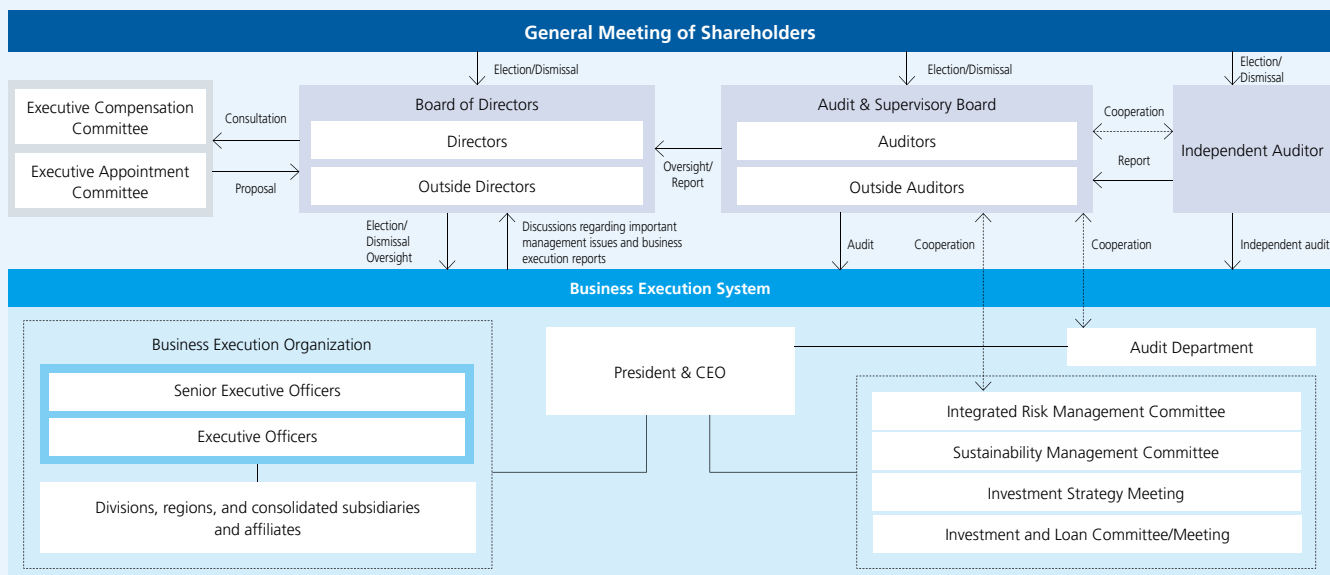 General Meeting of Shareholders
Election/Dismissal
Election/Dismissal
Election/
Dismissal
Executive Compensation
Committee
Executive Appointment
Committee
Consultation
Proposal
Board of Directors
Directors
Outside Directors
Oversight/
Report
Audit & Supervisory Board
Auditors
Outside Auditors
Cooperation
Report
Independent Auditor
Election/
Dismissal
Oversight
Discussions regarding important
management issues and business
execution reports
Audit
Cooperation
Cooperation
Independent audit
Business Execution System
Business Execution Organization
Senior Executive Officers
Executive Officers
Divisions, regions, and consolidated subsidiaries
and affiliates
President & CEO
Audit Department
Integrated Risk Management Committee
Sustainability Management Committee
Investment Strategy Meeting
Investment and Loan Committee/Meeting